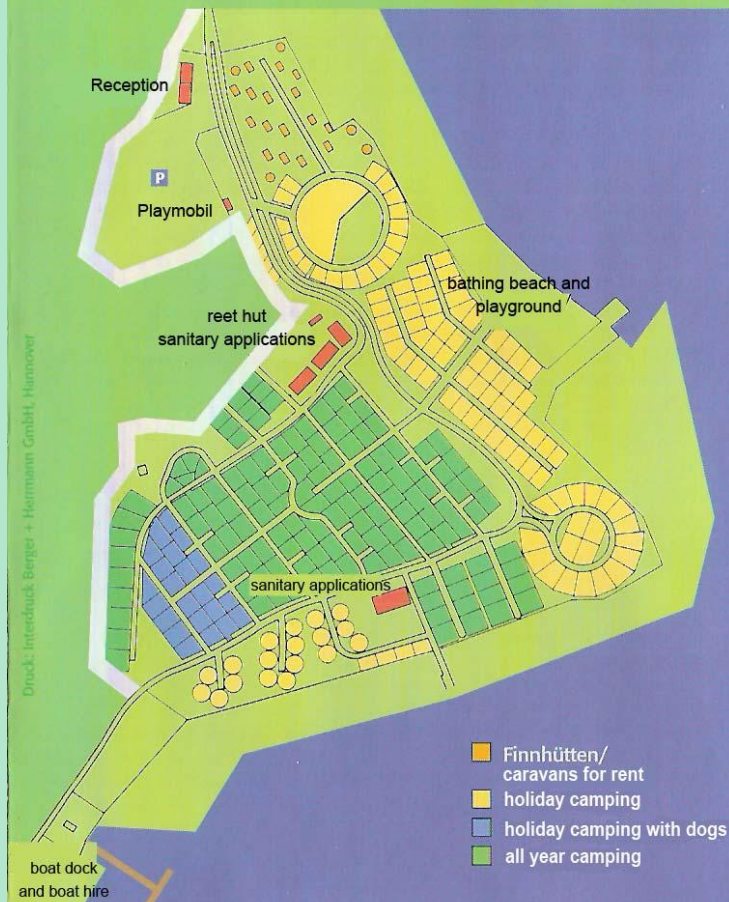 Reception
P
Playmobil
reet hut
sanitary applications
bathing beach and
playground
Druck: Interdruck Berger + Herrmann GmbH, Hannover
sanitary applications
Finnhütten/
caravans for rent
holiday camping
holiday camping with dogs
all year camping
boat dock
and boat hire